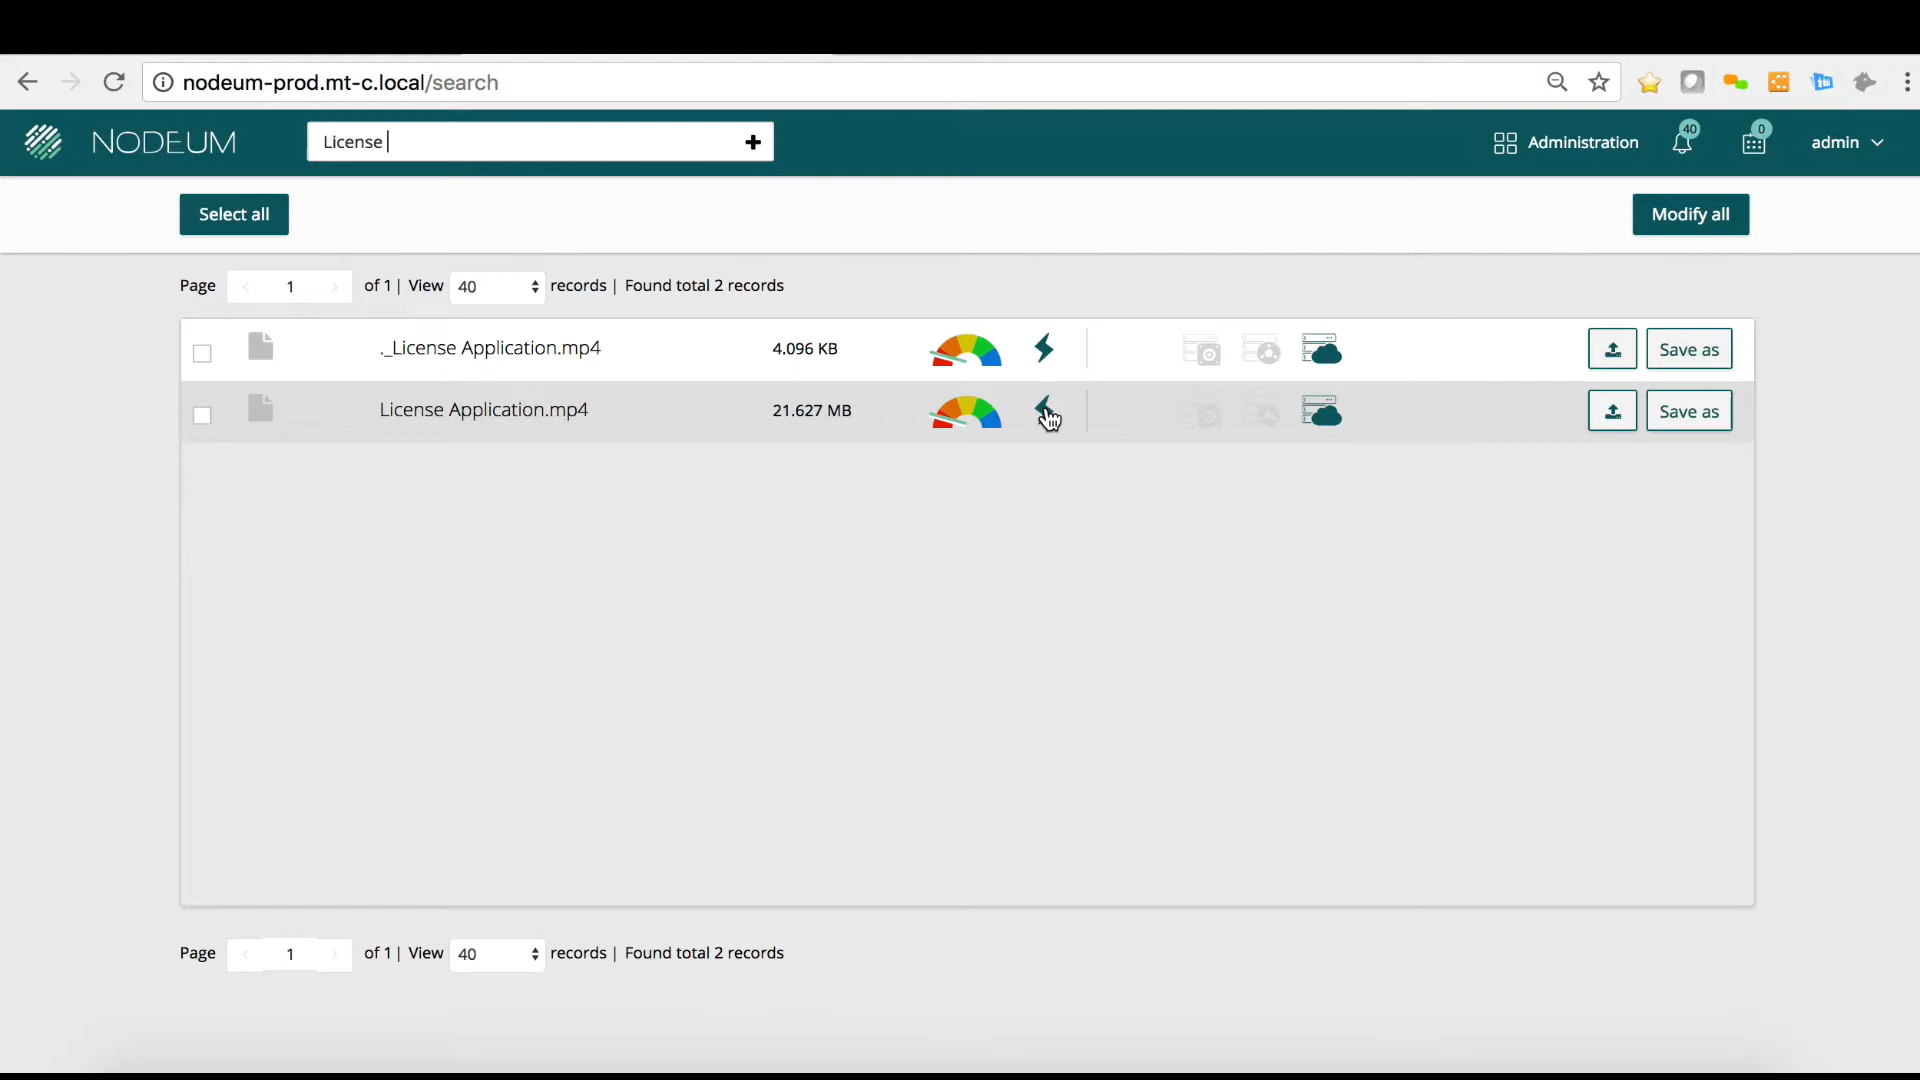 nodeum-prod.mt-c.local/search
NODEUM
License
Administration
40
0
admin
Select all
Modify all
Page 1 of 1 | View 40 records | Found total 2 records
._License Application.mp4 4.096 KB Save as
License Application.mp4 21.627 MB Save as
Page 1 of 1 | View 40 records | Found total 2 records